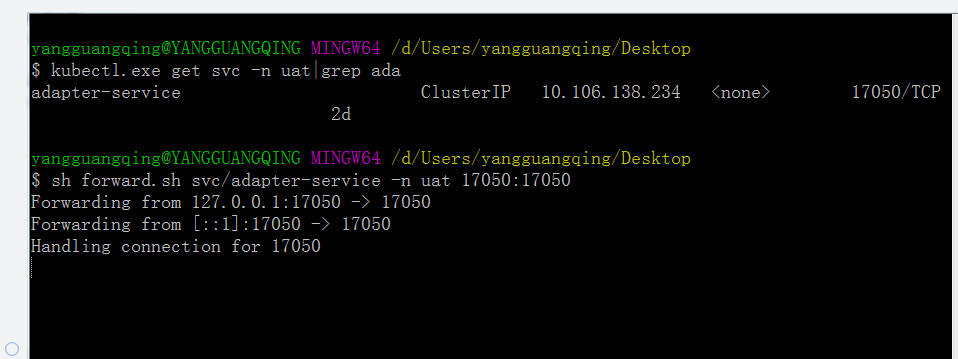 yangguangqing@YANGGUANGQING MINGW64 /d/Users/yangguangqing/Desktop
$ kubectl.exe get svc -n uat|grep ada
adapter-service ClusterIP 10.106.138.234 <none> 17050/TCP
2d
yangguangqing@YANGGUANGQING MINGW64 /d/Users/yangguangqing/Desktop
$ sh forward.sh svc/adapter-service -n uat 17050:17050
Forwarding from 127.0.0.1:17050 -> 17050
Forwarding from [::1]:17050 -> 17050
Handling connection for 17050